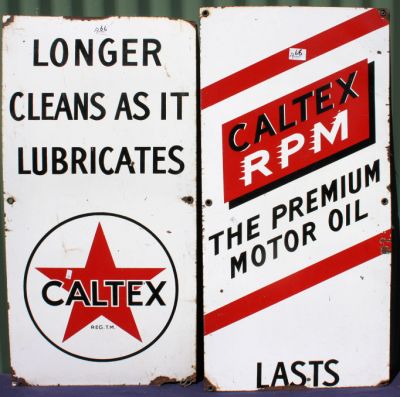 LONGER
CLEANS AS IT
LUBRICATES
CALTEX
REG. T.M.
CALTEX
RPM
THE PREMIUM
MOTOR OIL
LASTS